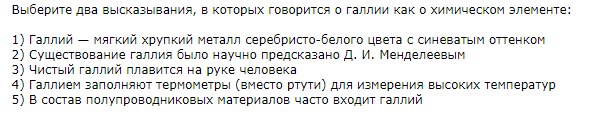 Выберите два высказывания, в которых говорится о галлии как о химическом элементе:
1) Галлий — мягкий хрупкий металл серебристо-белого цвета с синеватым оттенком
2) Существование галлия было научно предсказано Д. И. Менделеевым
3) Чистый галлий плавится на руке человека
4) Галлием заполняют термометры (вместо ртути) для измерения высоких температур
5) В состав полупроводниковых материалов часто входит галлий